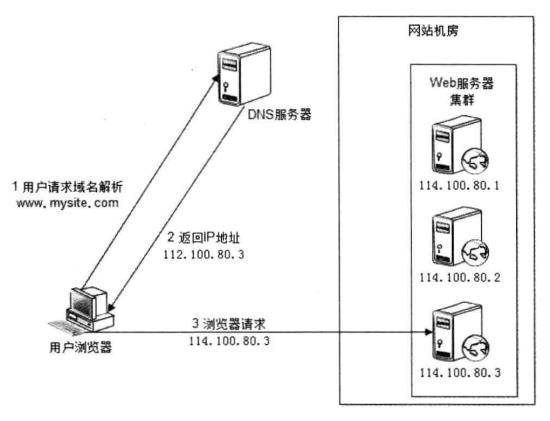 网站机房
Web服务器
集群
DNS服务器
114.100.80.1
1 用户请求域名解析
www.mysite.com
2 返回IP地址
112.100.80.3
114.100.80.2
3 浏览器请求
114.100.80.3
用户浏览器
114.100.80.3